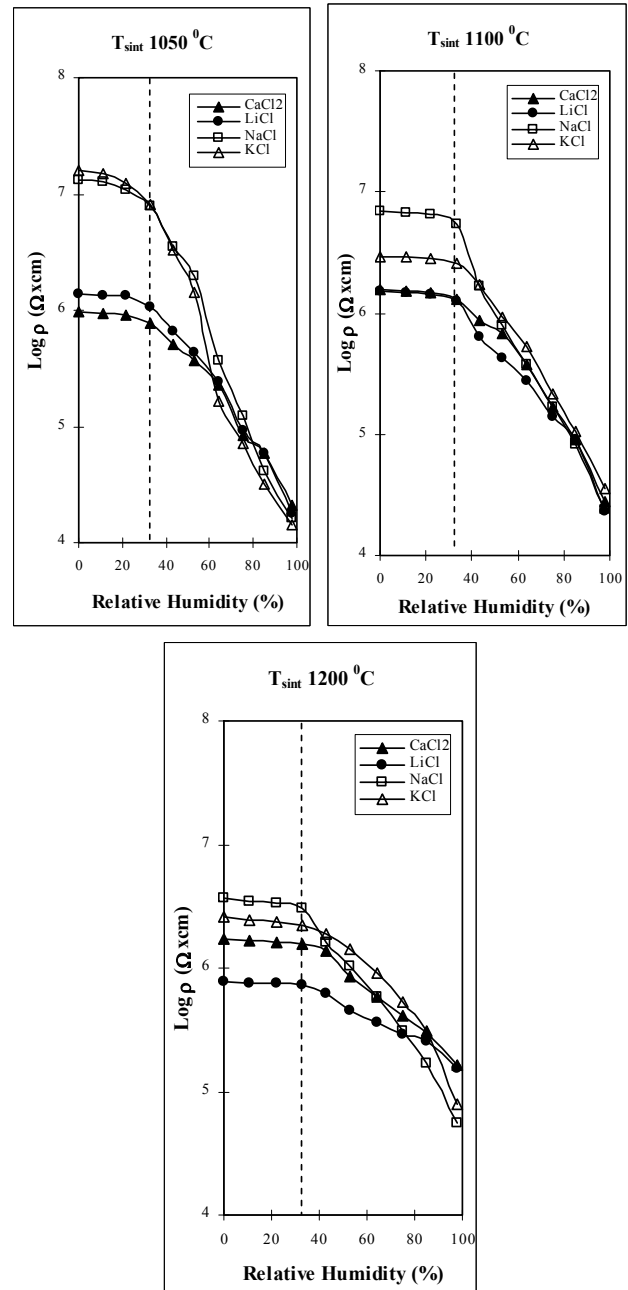 T_sint 1050 ⁰C
8
7
6
5
4
Log ρ (Ω xcm)
CaCl2
LiCl
NaCl
KCl
0 20 40 60 80 100
Relative Humidity (%)
T_sint 1100 ⁰C
8
7
6
5
4
Log ρ (Ω xcm)
CaCl2
LiCl
NaCl
KCl
0 20 40 60 80 100
Relative Humidity (%)
T_sint 1200 ⁰C
8
7
6
5
4
Log ρ (Ω xcm)
CaCl2
LiCl
NaCl
KCl
0 20 40 60 80 100
Relative Humidity (%)